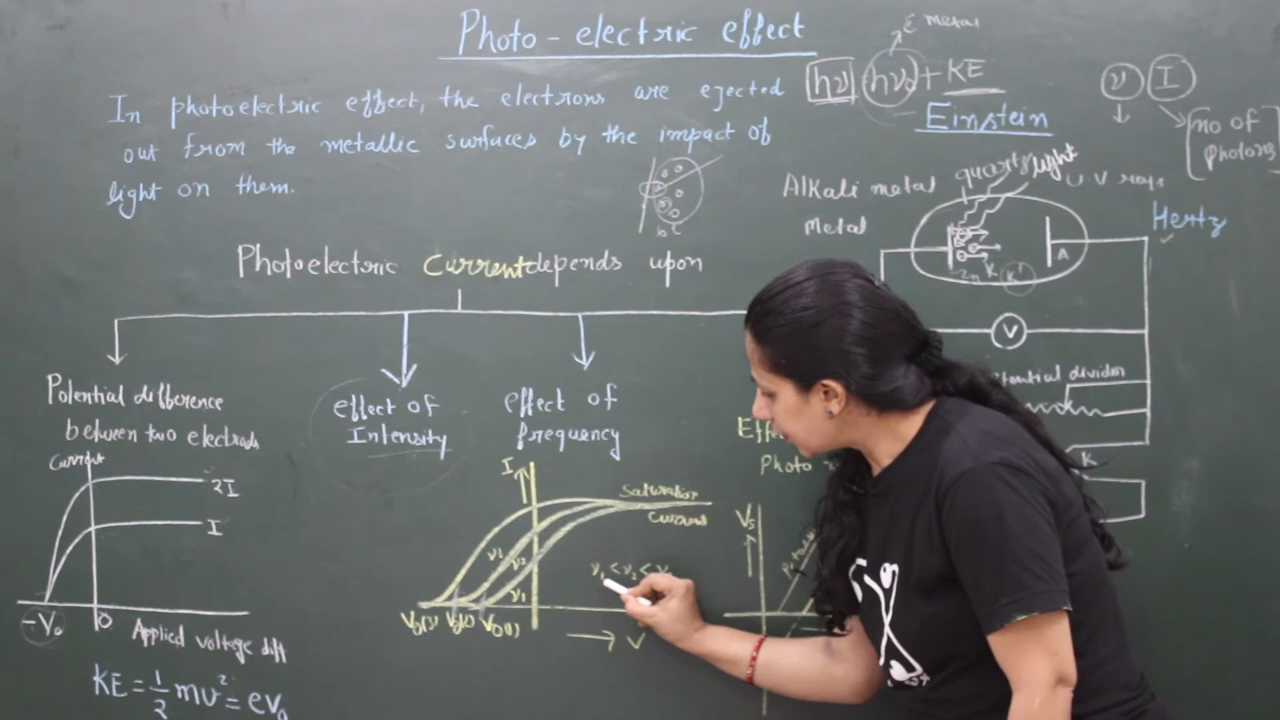 Photo-electric effect
In photoelectric effect, the electrons are ejected
out from the metallic surfaces by the impact of
light on them.
hν hν₀ + KE
e⁻ Metal
Einstein
ν I
no of
Photons
Alkali metal quartz light U.V rays
Metal
Hertz
K A
V
K
Photoelectric Current depends upon
Potential difference
between two electrods
Current
2I
I
-V₀ 0 Applied voltage diff
KE = 1/2 mv² = eV₀
effect of
Intensity
effect of
frequency
I
Saturation
Current
ν₃ ν₂ ν₁
ν₁ < ν₂ < ν
V₀(3) V₀(2) V₀(1)
V
Photo
Vs